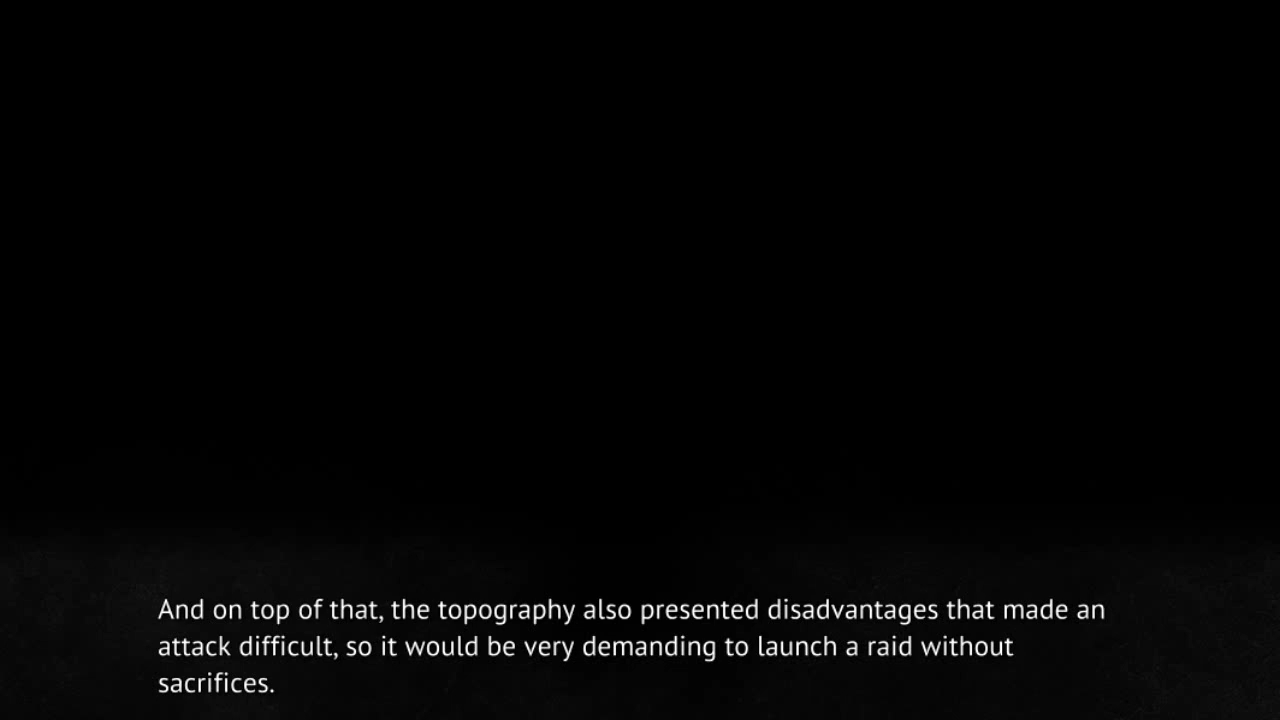 And on top of that, the topography also presented disadvantages that made an
attack difficult, so it would be very demanding to launch a raid without
sacrifices.